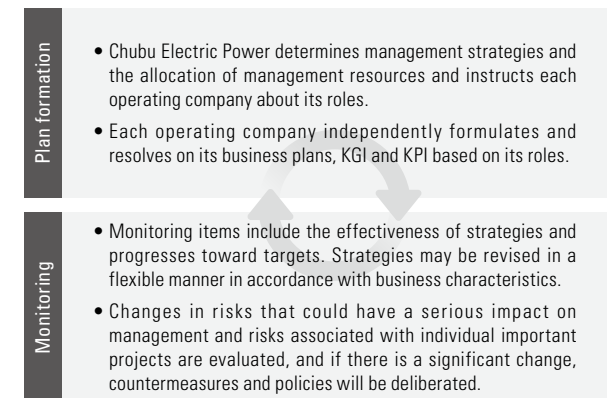 Plan formation
• Chubu Electric Power determines management strategies and
the allocation of management resources and instructs each
operating company about its roles.
• Each operating company independently formulates and
resolves on its business plans, KGI and KPI based on its roles.
Monitoring
• Monitoring items include the effectiveness of strategies and
progresses toward targets. Strategies may be revised in a
flexible manner in accordance with business characteristics.
• Changes in risks that could have a serious impact on
management and risks associated with individual important
projects are evaluated, and if there is a significant change,
countermeasures and policies will be deliberated.